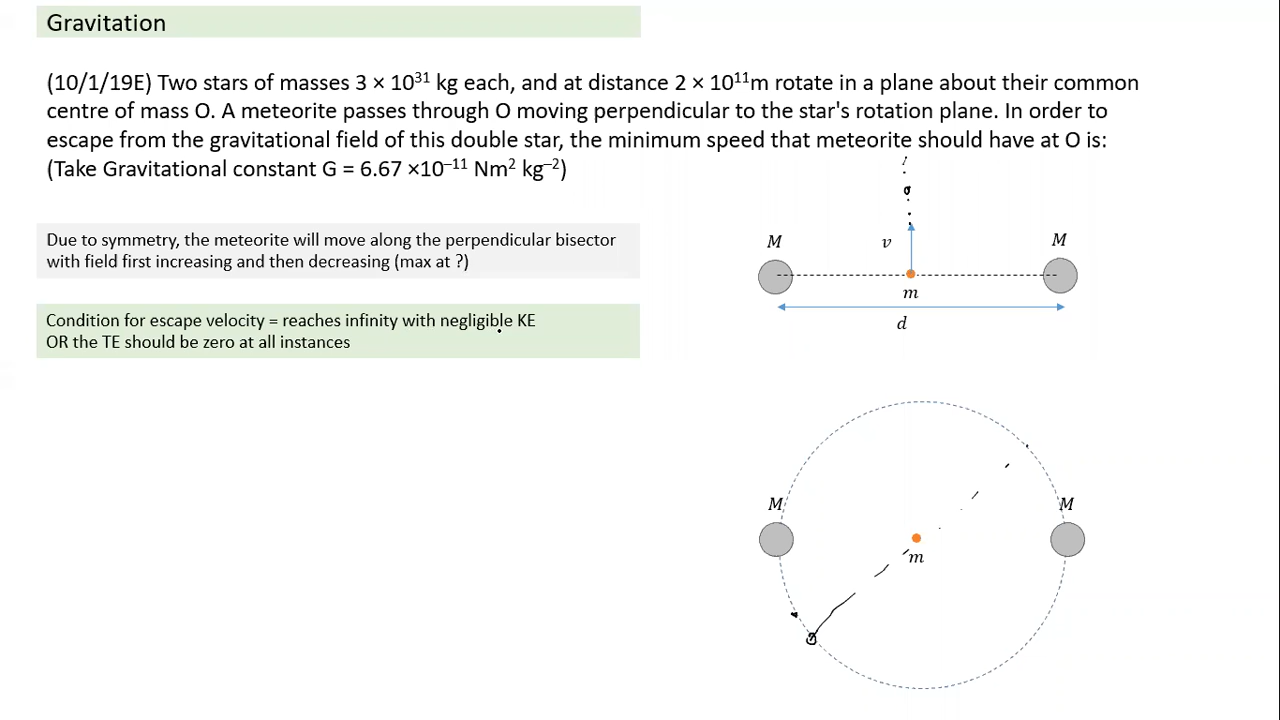 Gravitation
(10/1/19E) Two stars of masses 3 × 10³¹ kg each, and at distance 2 × 10¹¹m rotate in a plane about their common
centre of mass O. A meteorite passes through O moving perpendicular to the star's rotation plane. In order to
escape from the gravitational field of this double star, the minimum speed that meteorite should have at O is:
(Take Gravitational constant G = 6.67 ×10⁻¹¹ Nm² kg⁻²)
Due to symmetry, the meteorite will move along the perpendicular bisector
with field first increasing and then decreasing (max at ?)
Condition for escape velocity = reaches infinity with negligible KE
OR the TE should be zero at all instances
M
v
M
m
d
M
M
m